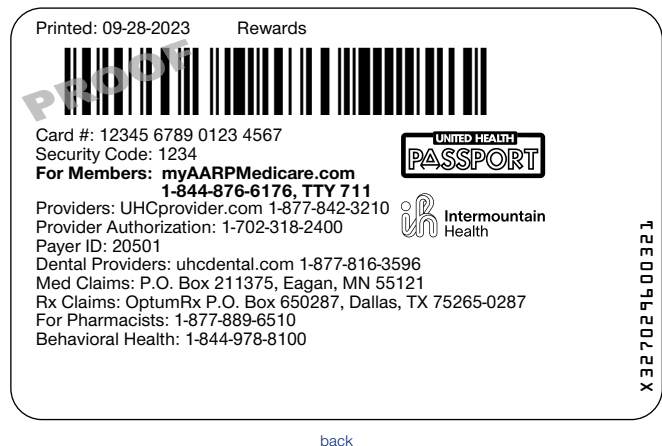 Printed: 09-28-2023 Rewards
PROOF
Card #: 12345 6789 0123 4567
Security Code: 1234
For Members: myAARPMedicare.com
1-844-876-6176, TTY 711
Providers: UHCprovider.com 1-877-842-3210
Provider Authorization: 1-702-318-2400
Payer ID: 20501
Dental Providers: uhcdental.com 1-877-816-3596
Med Claims: P.O. Box 211375, Eagan, MN 55121
Rx Claims: OptumRx P.O. Box 650287, Dallas, TX 75265-0287
For Pharmacists: 1-877-889-6510
Behavioral Health: 1-844-978-8100
UNITED HEALTH
PASSPORT
Intermountain
Health
back